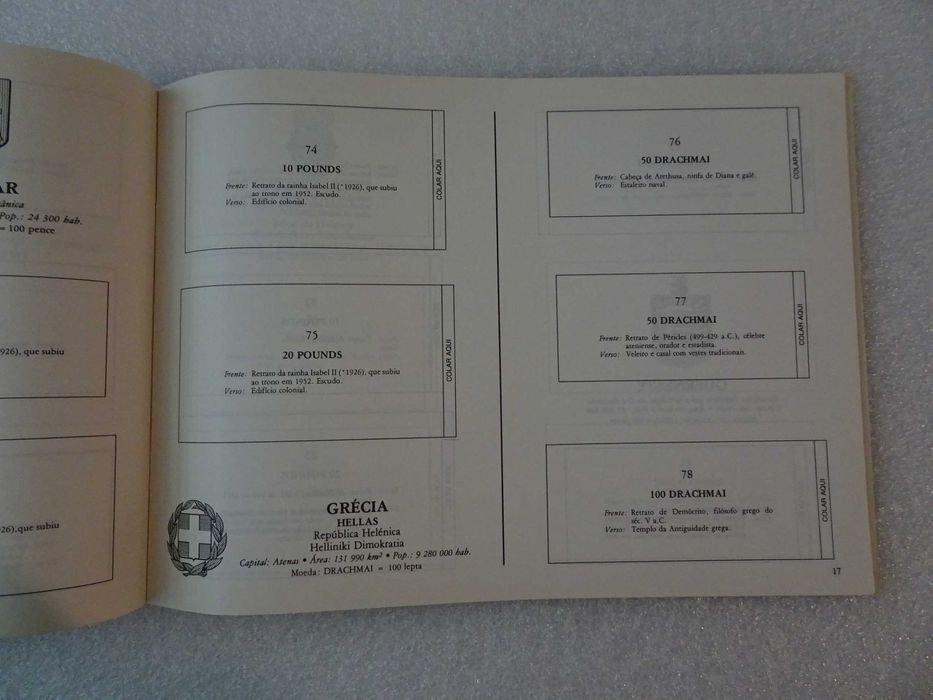 AR
ânica
Pop.: 24 300 hab.
= 100 pence
926), que subiu
26), que subiu
74
10 POUNDS
Frente: Retrato da rainha Isabel II (*1926), que subiu
ao trono em 1952. Escudo.
Verso: Edifício colonial.
COLAR AQUI
75
20 POUNDS
Frente: Retrato da rainha Isabel II (*1926), que subiu
ao trono em 1952. Escudo.
Verso: Edifício colonial.
COLAR AQUI
GRÉCIA
HELLAS
República Helénica
Helliniki Dimokratia
Capital: Atenas • Área: 131 990 km² • Pop.: 9 280 000 hab.
Moeda: DRACHMAI = 100 lepta
76
50 DRACHMAI
Frente: Cabeça de Arethusa, ninfa de Diana e galé.
Verso: Estaleiro naval.
COLAR AQUI
77
50 DRACHMAI
Frente: Retrato de Péricles (499-429 a.C.), célebre
ateniense, orador e estadista.
Verso: Veleiro e casal com vestes tradicionais.
COLAR AQUI
78
100 DRACHMAI
Frente: Retrato de Demócrito, filósofo grego do
séc. V a.C.
Verso: Templo da Antiguidade grega.
COLAR AQUI
17